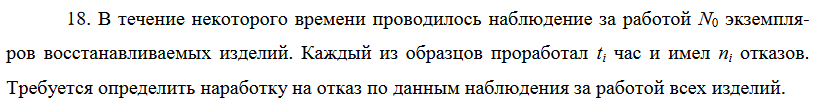 18. В течение некоторого времени проводилось наблюдение за работой N₀ экземпля-
ров восстанавливаемых изделий. Каждый из образцов проработал tᵢ час и имел nᵢ отказов.
Требуется определить наработку на отказ по данным наблюдения за работой всех изделий.